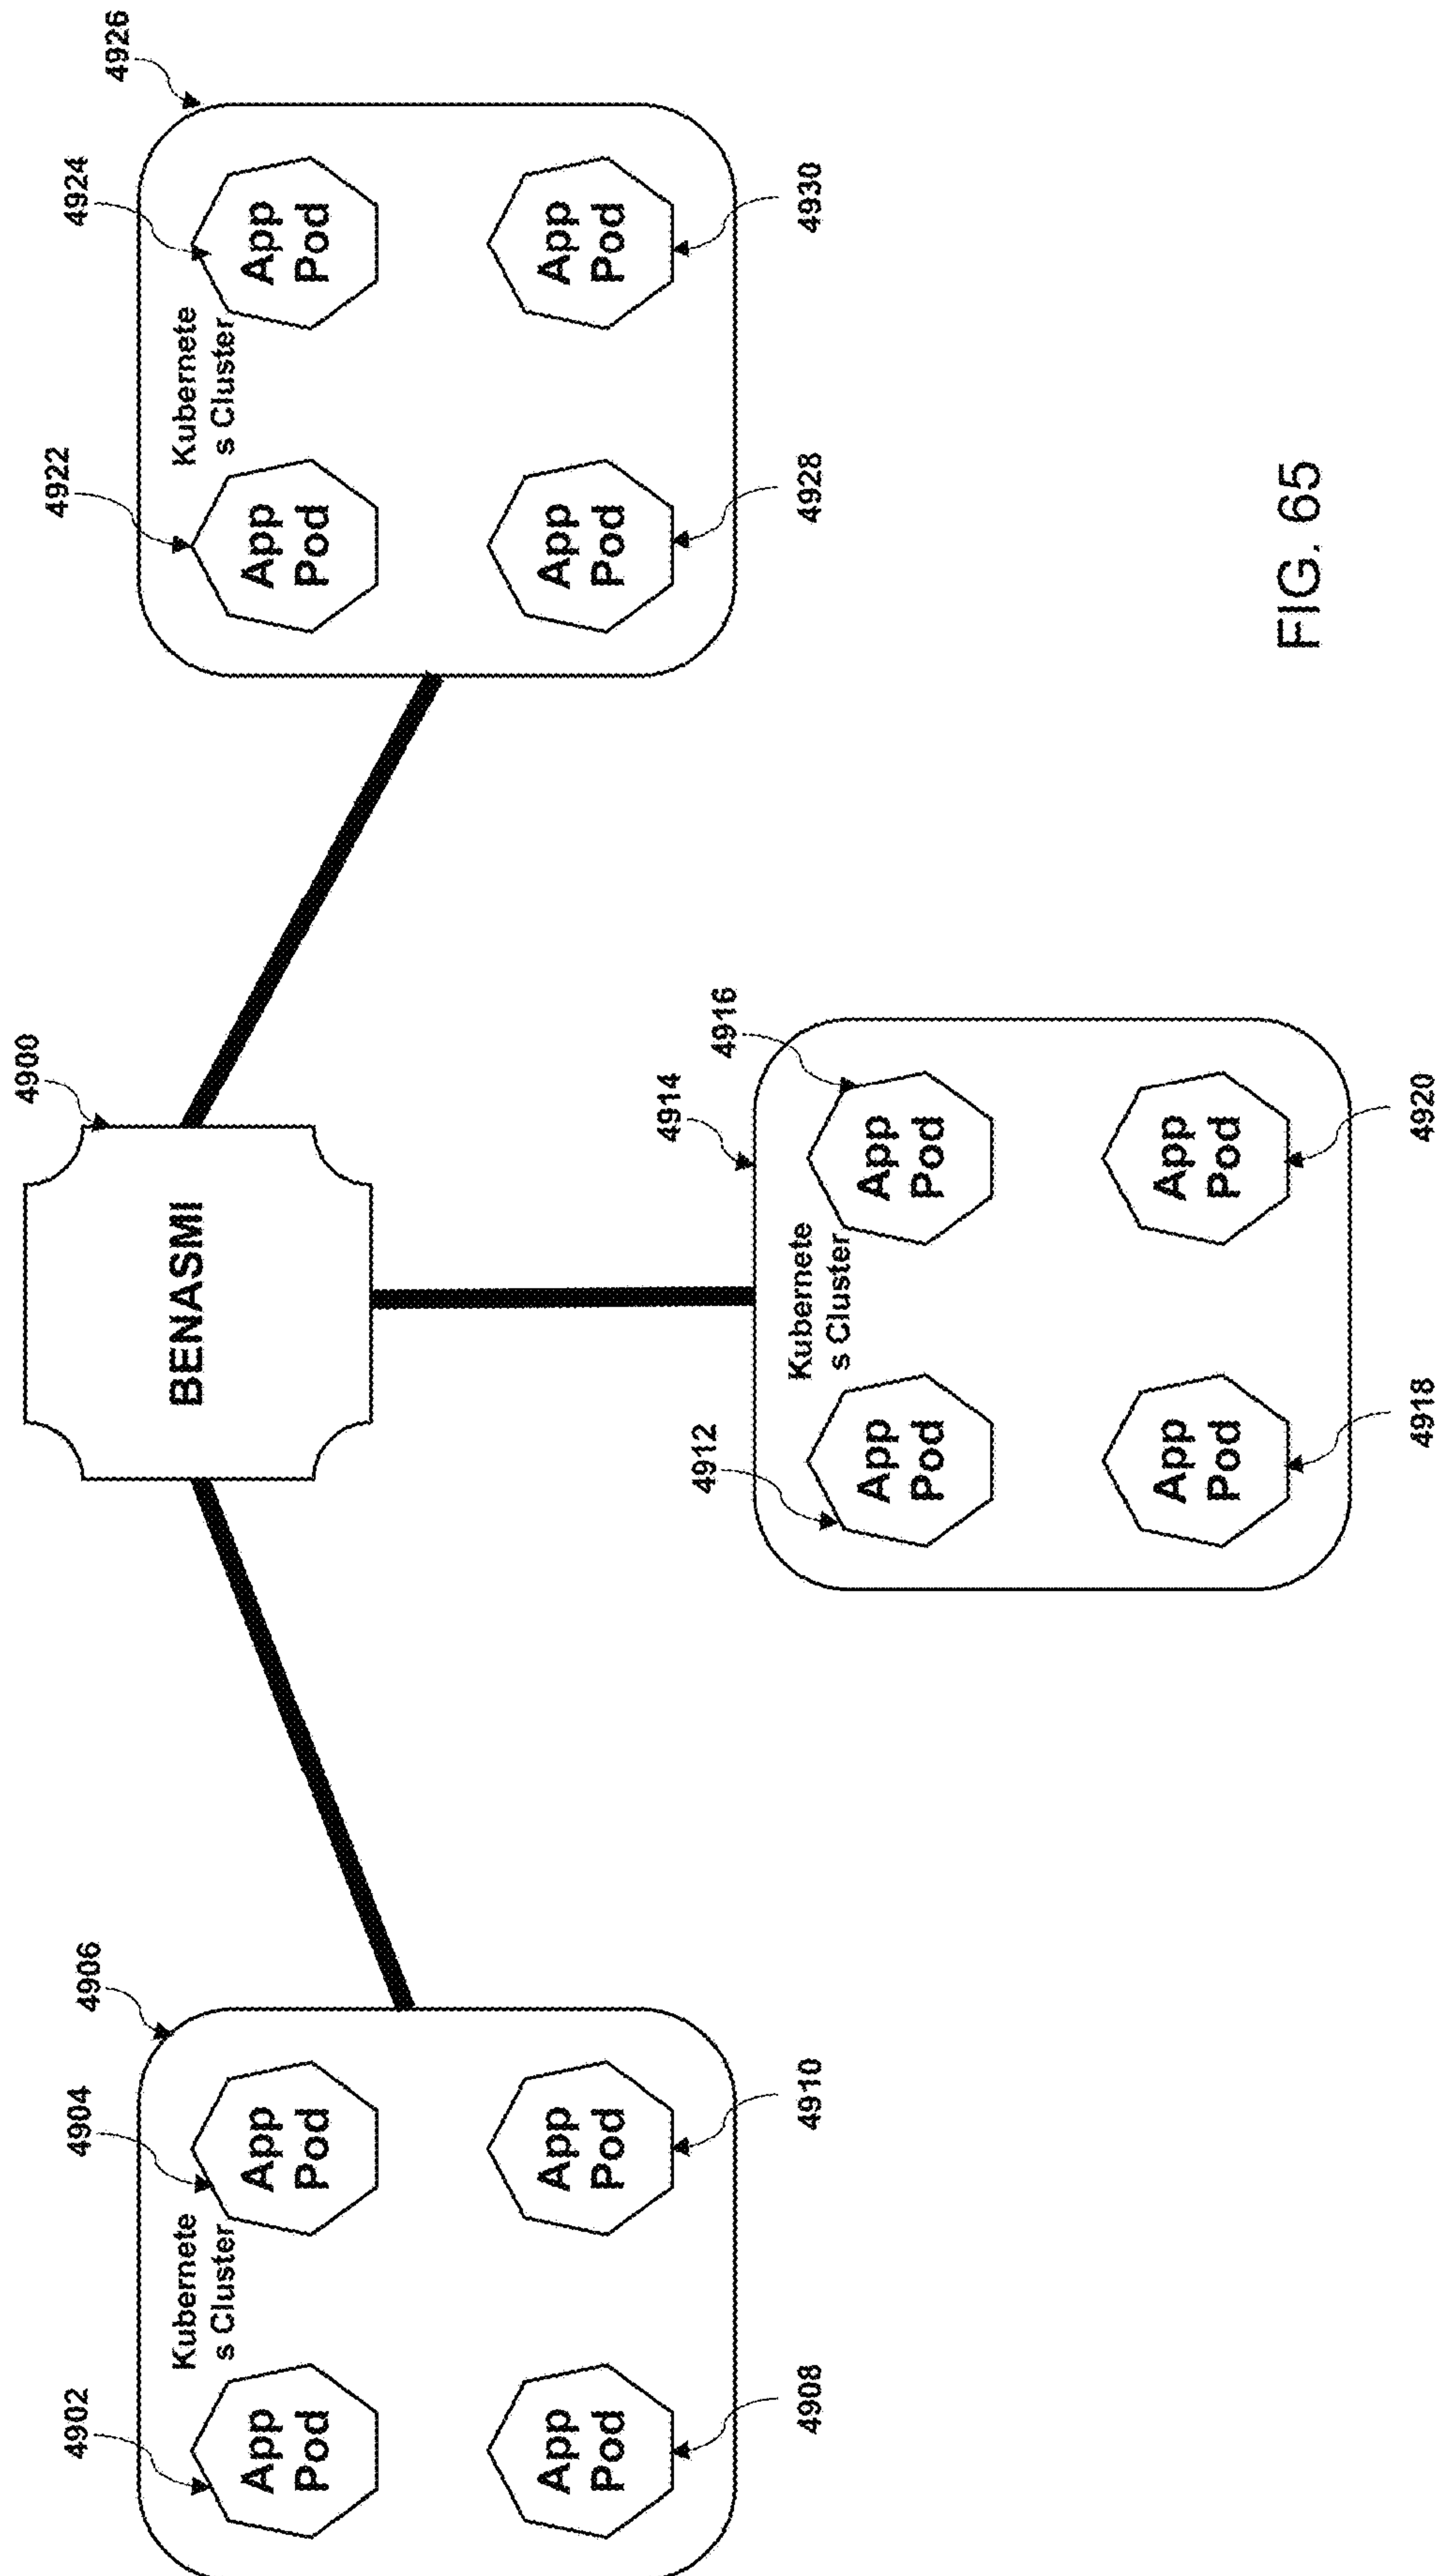 4900
BENASMI
4906
4902
4904
Kubernete
s Cluster
App
Pod
App
Pod
App
Pod
App
Pod
4908
4910
4914
4912
4916
Kubernete
s Cluster
App
Pod
App
Pod
App
Pod
App
Pod
4918
4920
4926
4922
4924
Kubernete
s Cluster
App
Pod
App
Pod
App
Pod
App
Pod
4928
4930
FIG. 65